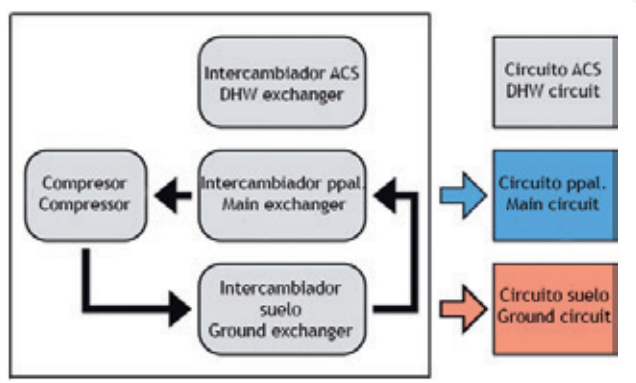 Intercambiador ACS
DHW exchanger
Circuito ACS
DHW circuit
Compresor
Compressor
Intercambiador ppal.
Main exchanger
Circuito ppal.
Main circuit
Intercambiador
suelo
Ground exchanger
Circuito suelo
Ground circuit